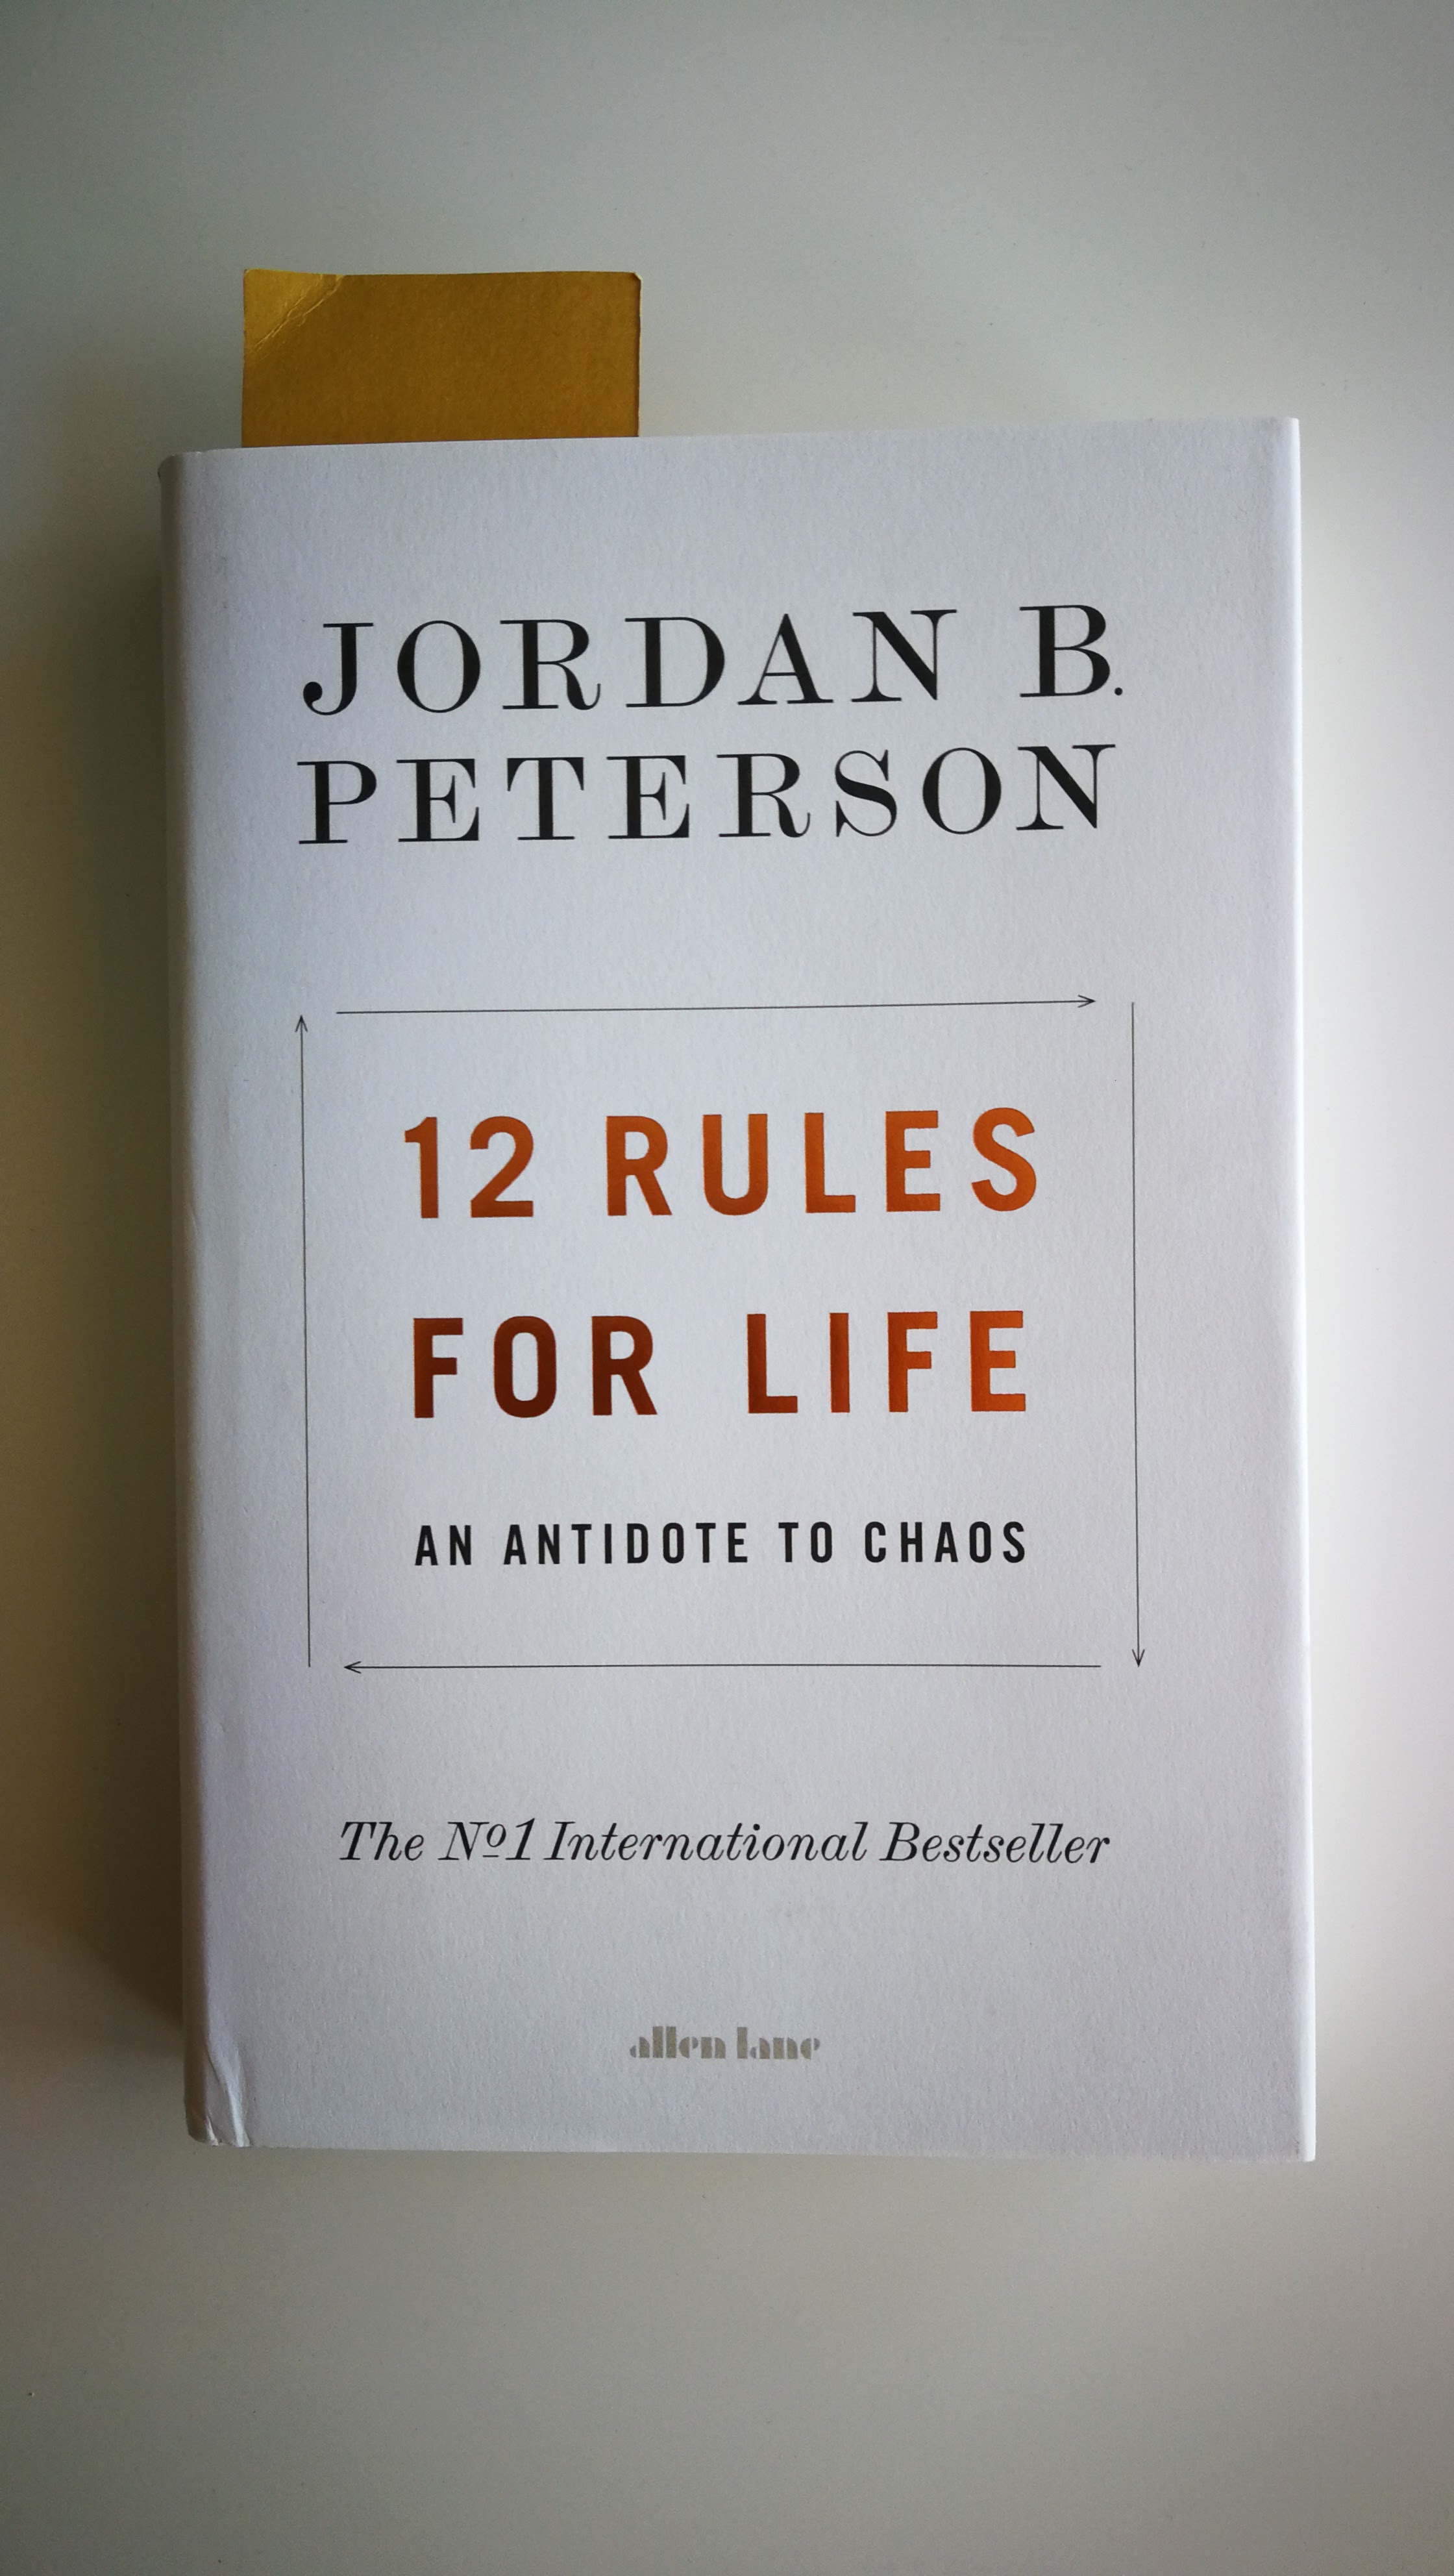 JORDAN B.
PETERSON
12 RULES
FOR LIFE
AN ANTIDOTE TO CHAOS
The Nº1 International Bestseller
allen lane